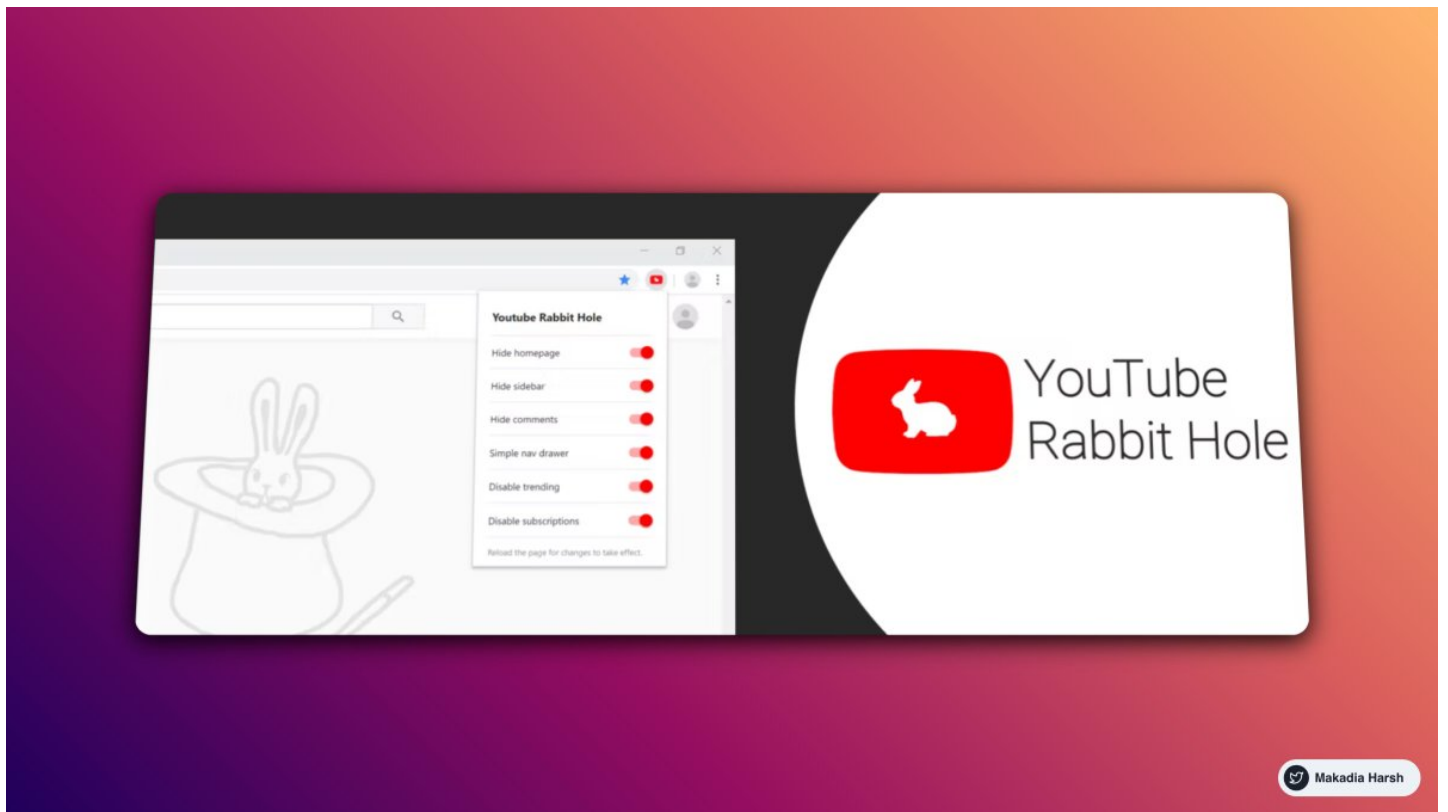 Youtube Rabbit Hole
Hide homepage
Hide sidebar
Hide comments
Simple nav drawer
Disable trending
Disable subscriptions
Reload the page for changes to take effect.
YouTube
Rabbit Hole
Makadia Harsh